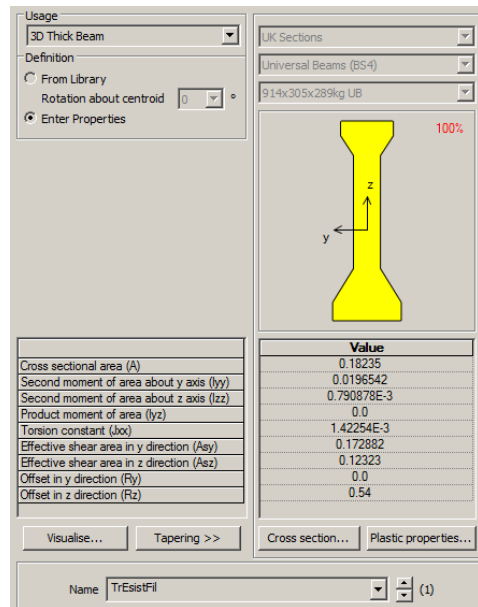 Usage
3D Thick Beam
Definition
From Library
Rotation about centroid 0 °
Enter Properties
UK Sections
Universal Beams (BS4)
914x305x289kg UB
100%
z
y
Value
Cross sectional area (A) 0.18235
Second moment of area about y axis (Iyy) 0.0196542
Second moment of area about z axis (Izz) 0.790878E-3
Product moment of area (Iyz) 0.0
Torsion constant (Jxx) 1.42254E-3
Effective shear area in y direction (Asy) 0.172882
Effective shear area in z direction (Asz) 0.12323
Offset in y direction (Ry) 0.0
Offset in z direction (Rz) 0.54
Visualise... Tapering >> Cross section... Plastic properties...
Name TrEsistFil (1)